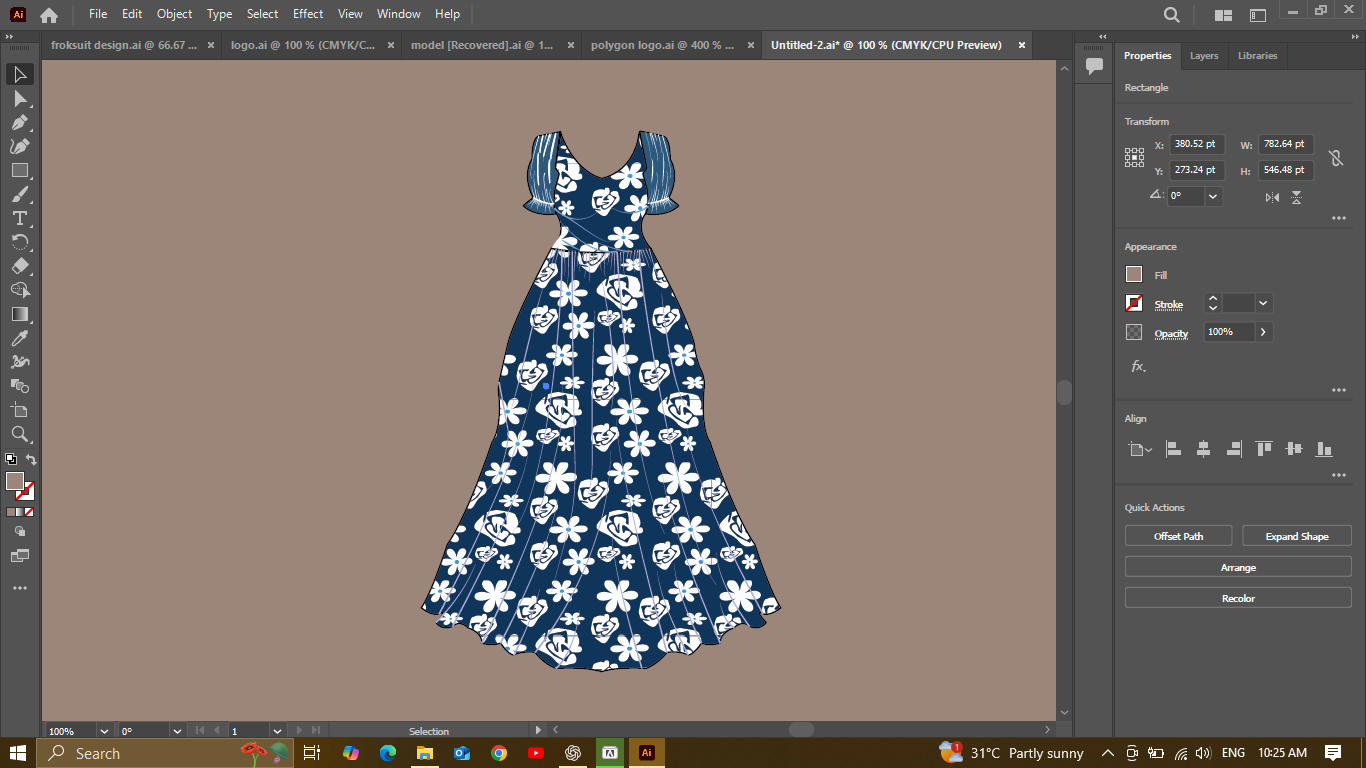 Ai File Edit Object Type Select Effect View Window Help
froksuit design.ai @ 66.67 ... × logo.ai @ 100 % (CMYK/C... × model [Recovered].ai @ 1... × polygon logo.ai @ 400 % ... × Untitled-2.ai* @ 100 % (CMYK/CPU Preview) ×
Properties Layers Libraries
Rectangle
Transform
X: 380.52 pt W: 782.64 pt
Y: 273.24 pt H: 546.48 pt
0°
Appearance
Fill
Stroke
Opacity 100%
fx.
Align
Quick Actions
Offset Path Expand Shape
Arrange
Recolor
100% 0° 1 Selection
Search 1 31°C Partly sunny ENG 10:25 AM